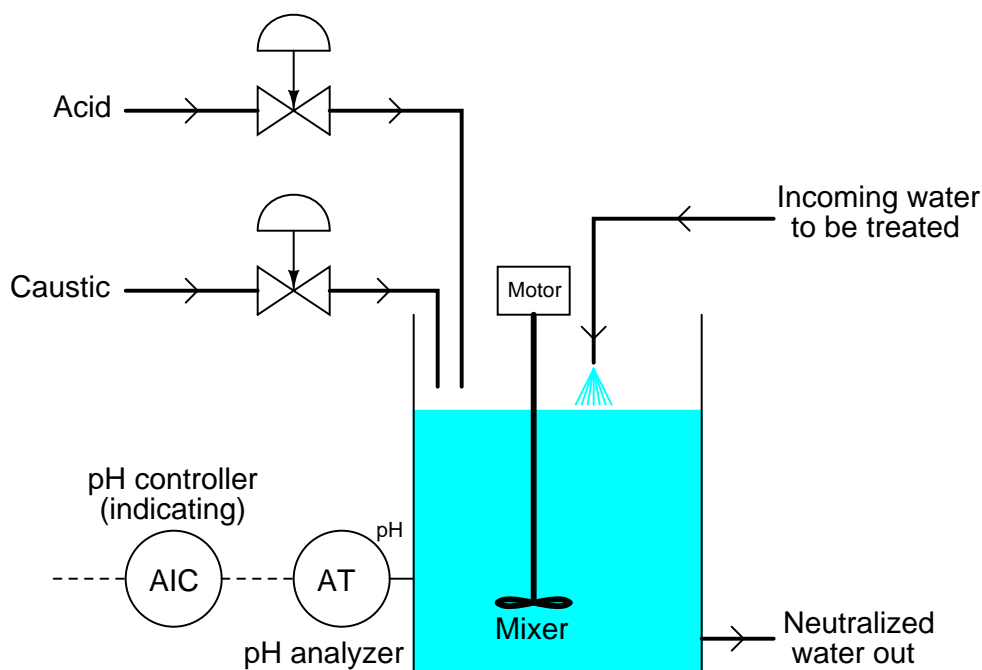 Acid
Caustic
Incoming water
to be treated
Motor
pH controller
(indicating)
pH
AIC
AT
Mixer
pH analyzer
Neutralized
water out